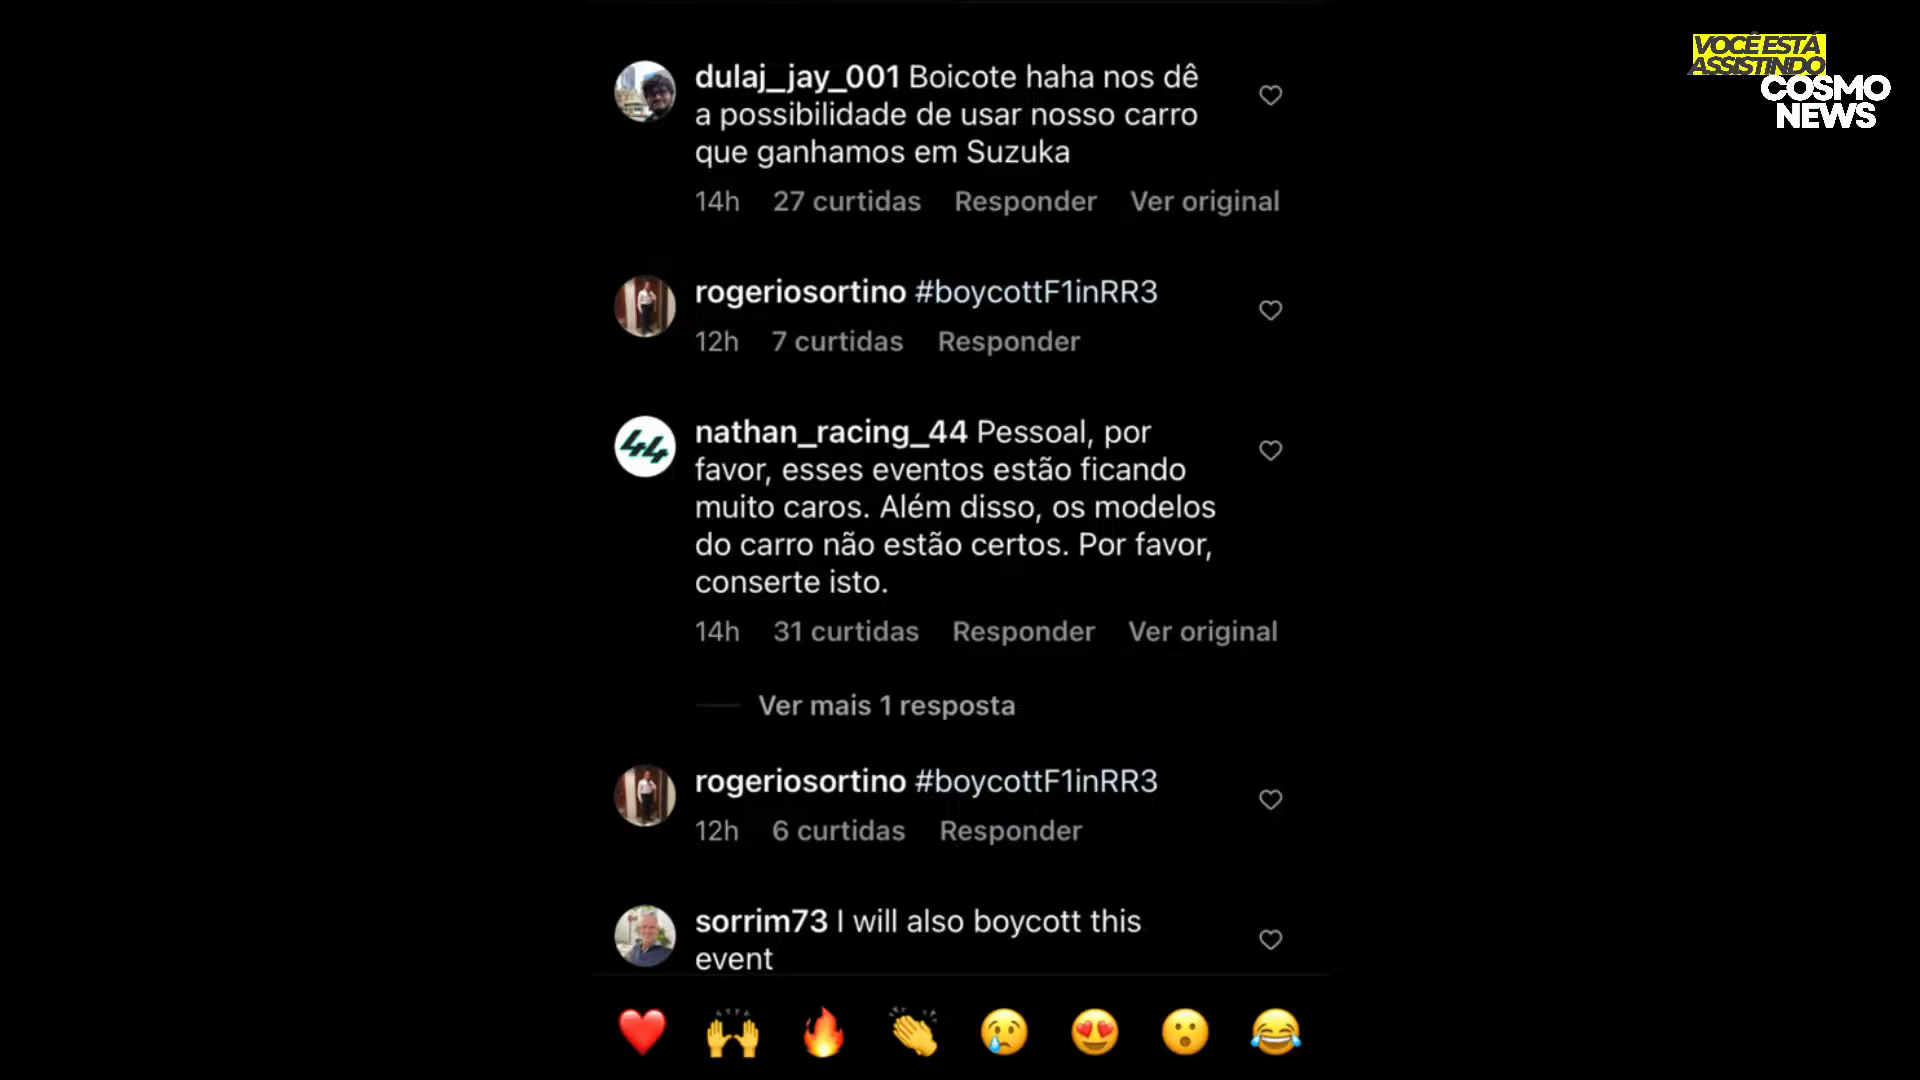 VOCÊ ESTÁ
ASSISTINDO
COSMO
NEWS
dulaj_jay_001 Boicote haha nos dê
a possibilidade de usar nosso carro
que ganhamos em Suzuka
14h 27 curtidas Responder Ver original
rogeriosortino #boycottF1inRR3
12h 7 curtidas Responder
44
nathan_racing_44 Pessoal, por
favor, esses eventos estão ficando
muito caros. Além disso, os modelos
do carro não estão certos. Por favor,
conserte isto.
14h 31 curtidas Responder Ver original
Ver mais 1 resposta
rogeriosortino #boycottF1inRR3
12h 6 curtidas Responder
sorrim73 I will also boycott this
event